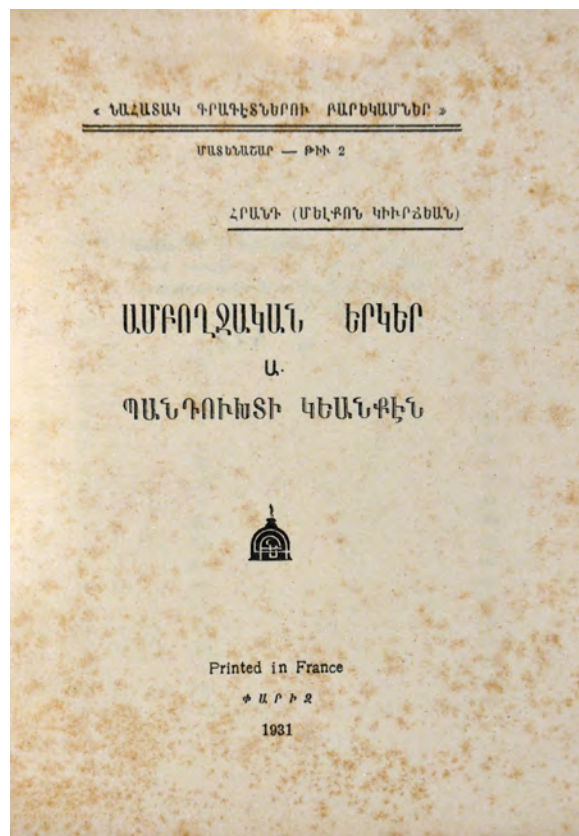 « ՆԱՀԱՏԱԿ ԳՐԱԳԷՏՆԵՐՈՒ ԲԱՐԵԿԱՄՆԵՐ »
ՄԱՏԵՆԱՇԱՐ — ԹԻՒ 2
ՀՐԱՆԴ (ՄԵԼՔՈՆ ԿԻՒՐՃԵԱՆ)
ԱՄԲՈՂՋԱԿԱՆ ԵՐԿԵՐ
Ա.
ՊԱՆԴՈՒԽՏԻ ԿԵԱՆՔԷՆ
Printed in France
ՓԱՐԻԶ
1931